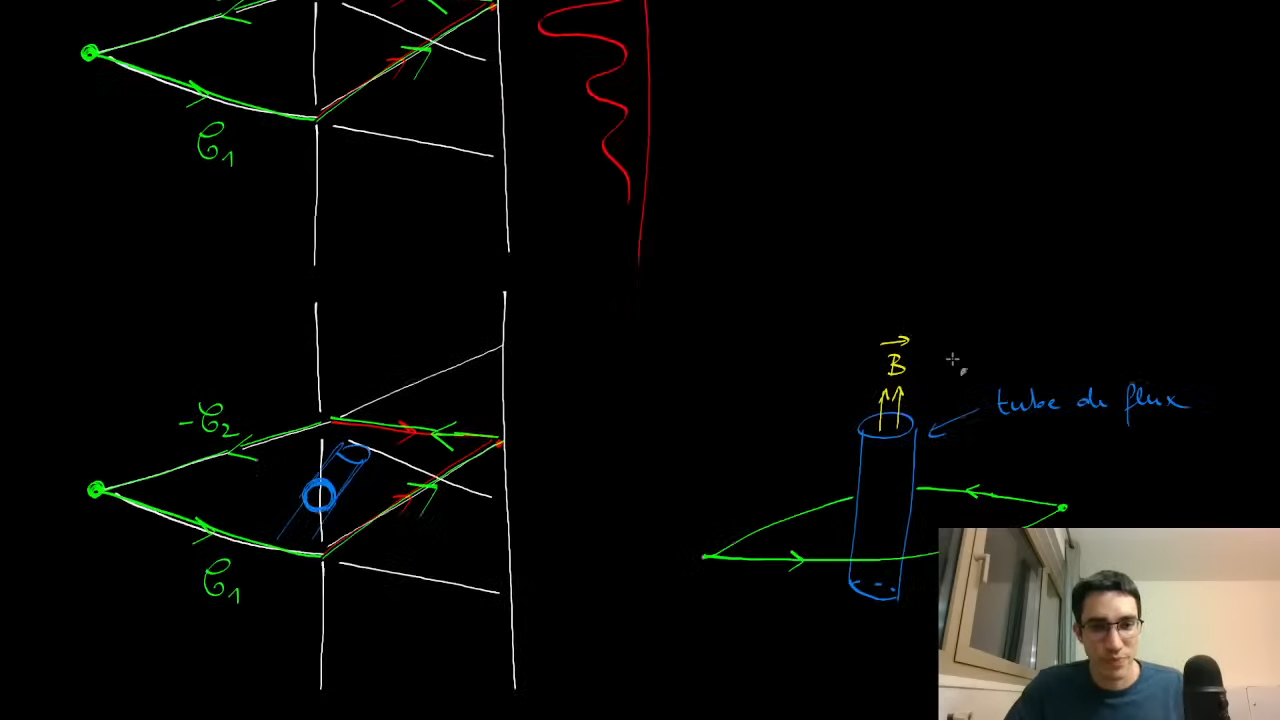 𝒞₁
B⃗
tube de flux
-𝒞₂
𝒞₁